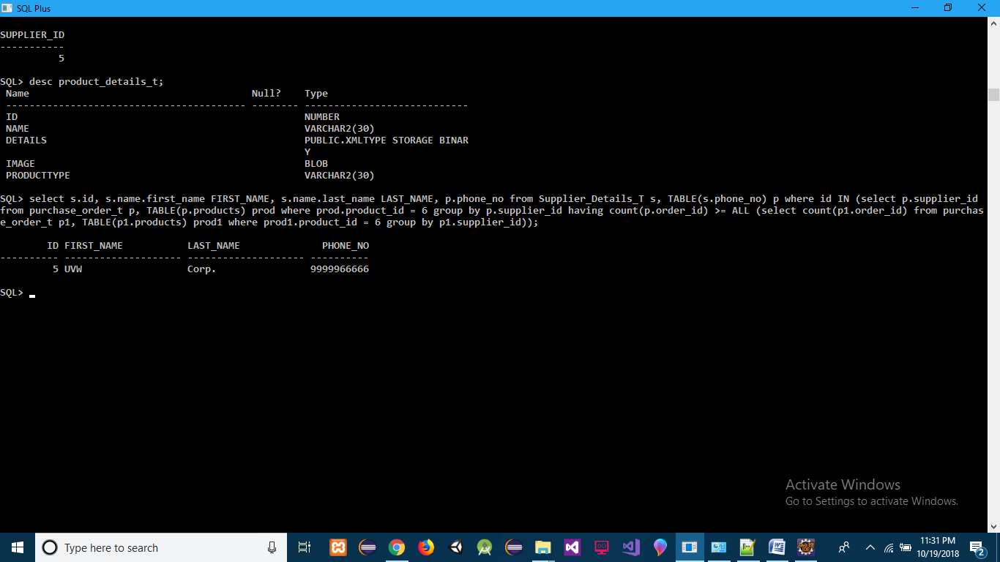 SQL Plus
SUPPLIER_ID
-----------
          5
SQL> desc product_details_t;
 Name                                      Null?    Type
 ----------------------------------------- -------- ----------------------------
 ID                                                 NUMBER
 NAME                                               VARCHAR2(30)
 DETAILS                                            PUBLIC.XMLTYPE STORAGE BINAR
                                                    Y
 IMAGE                                              BLOB
 PRODUCTTYPE                                        VARCHAR2(30)
SQL> select s.id, s.name.first_name FIRST_NAME, s.name.last_name LAST_NAME, p.phone_no from Supplier_Details_T s, TABLE(s.phone_no) p where id IN (select p.supplier_id
from purchase_order_t p, TABLE(p.products) prod where prod.product_id = 6 group by p.supplier_id having count(p.order_id) >= ALL (select count(p1.order_id) from purchas
e_order_t p1, TABLE(p1.products) prod1 where prod1.product_id = 6 group by p1.supplier_id));
        ID FIRST_NAME           LAST_NAME              PHONE_NO
---------- -------------------- -------------------- ----------
         5 UVW                  Corp.                9999966666
SQL>
Activate Windows
Go to Settings to activate Windows.
Type here to search
11:31 PM
10/19/2018
2